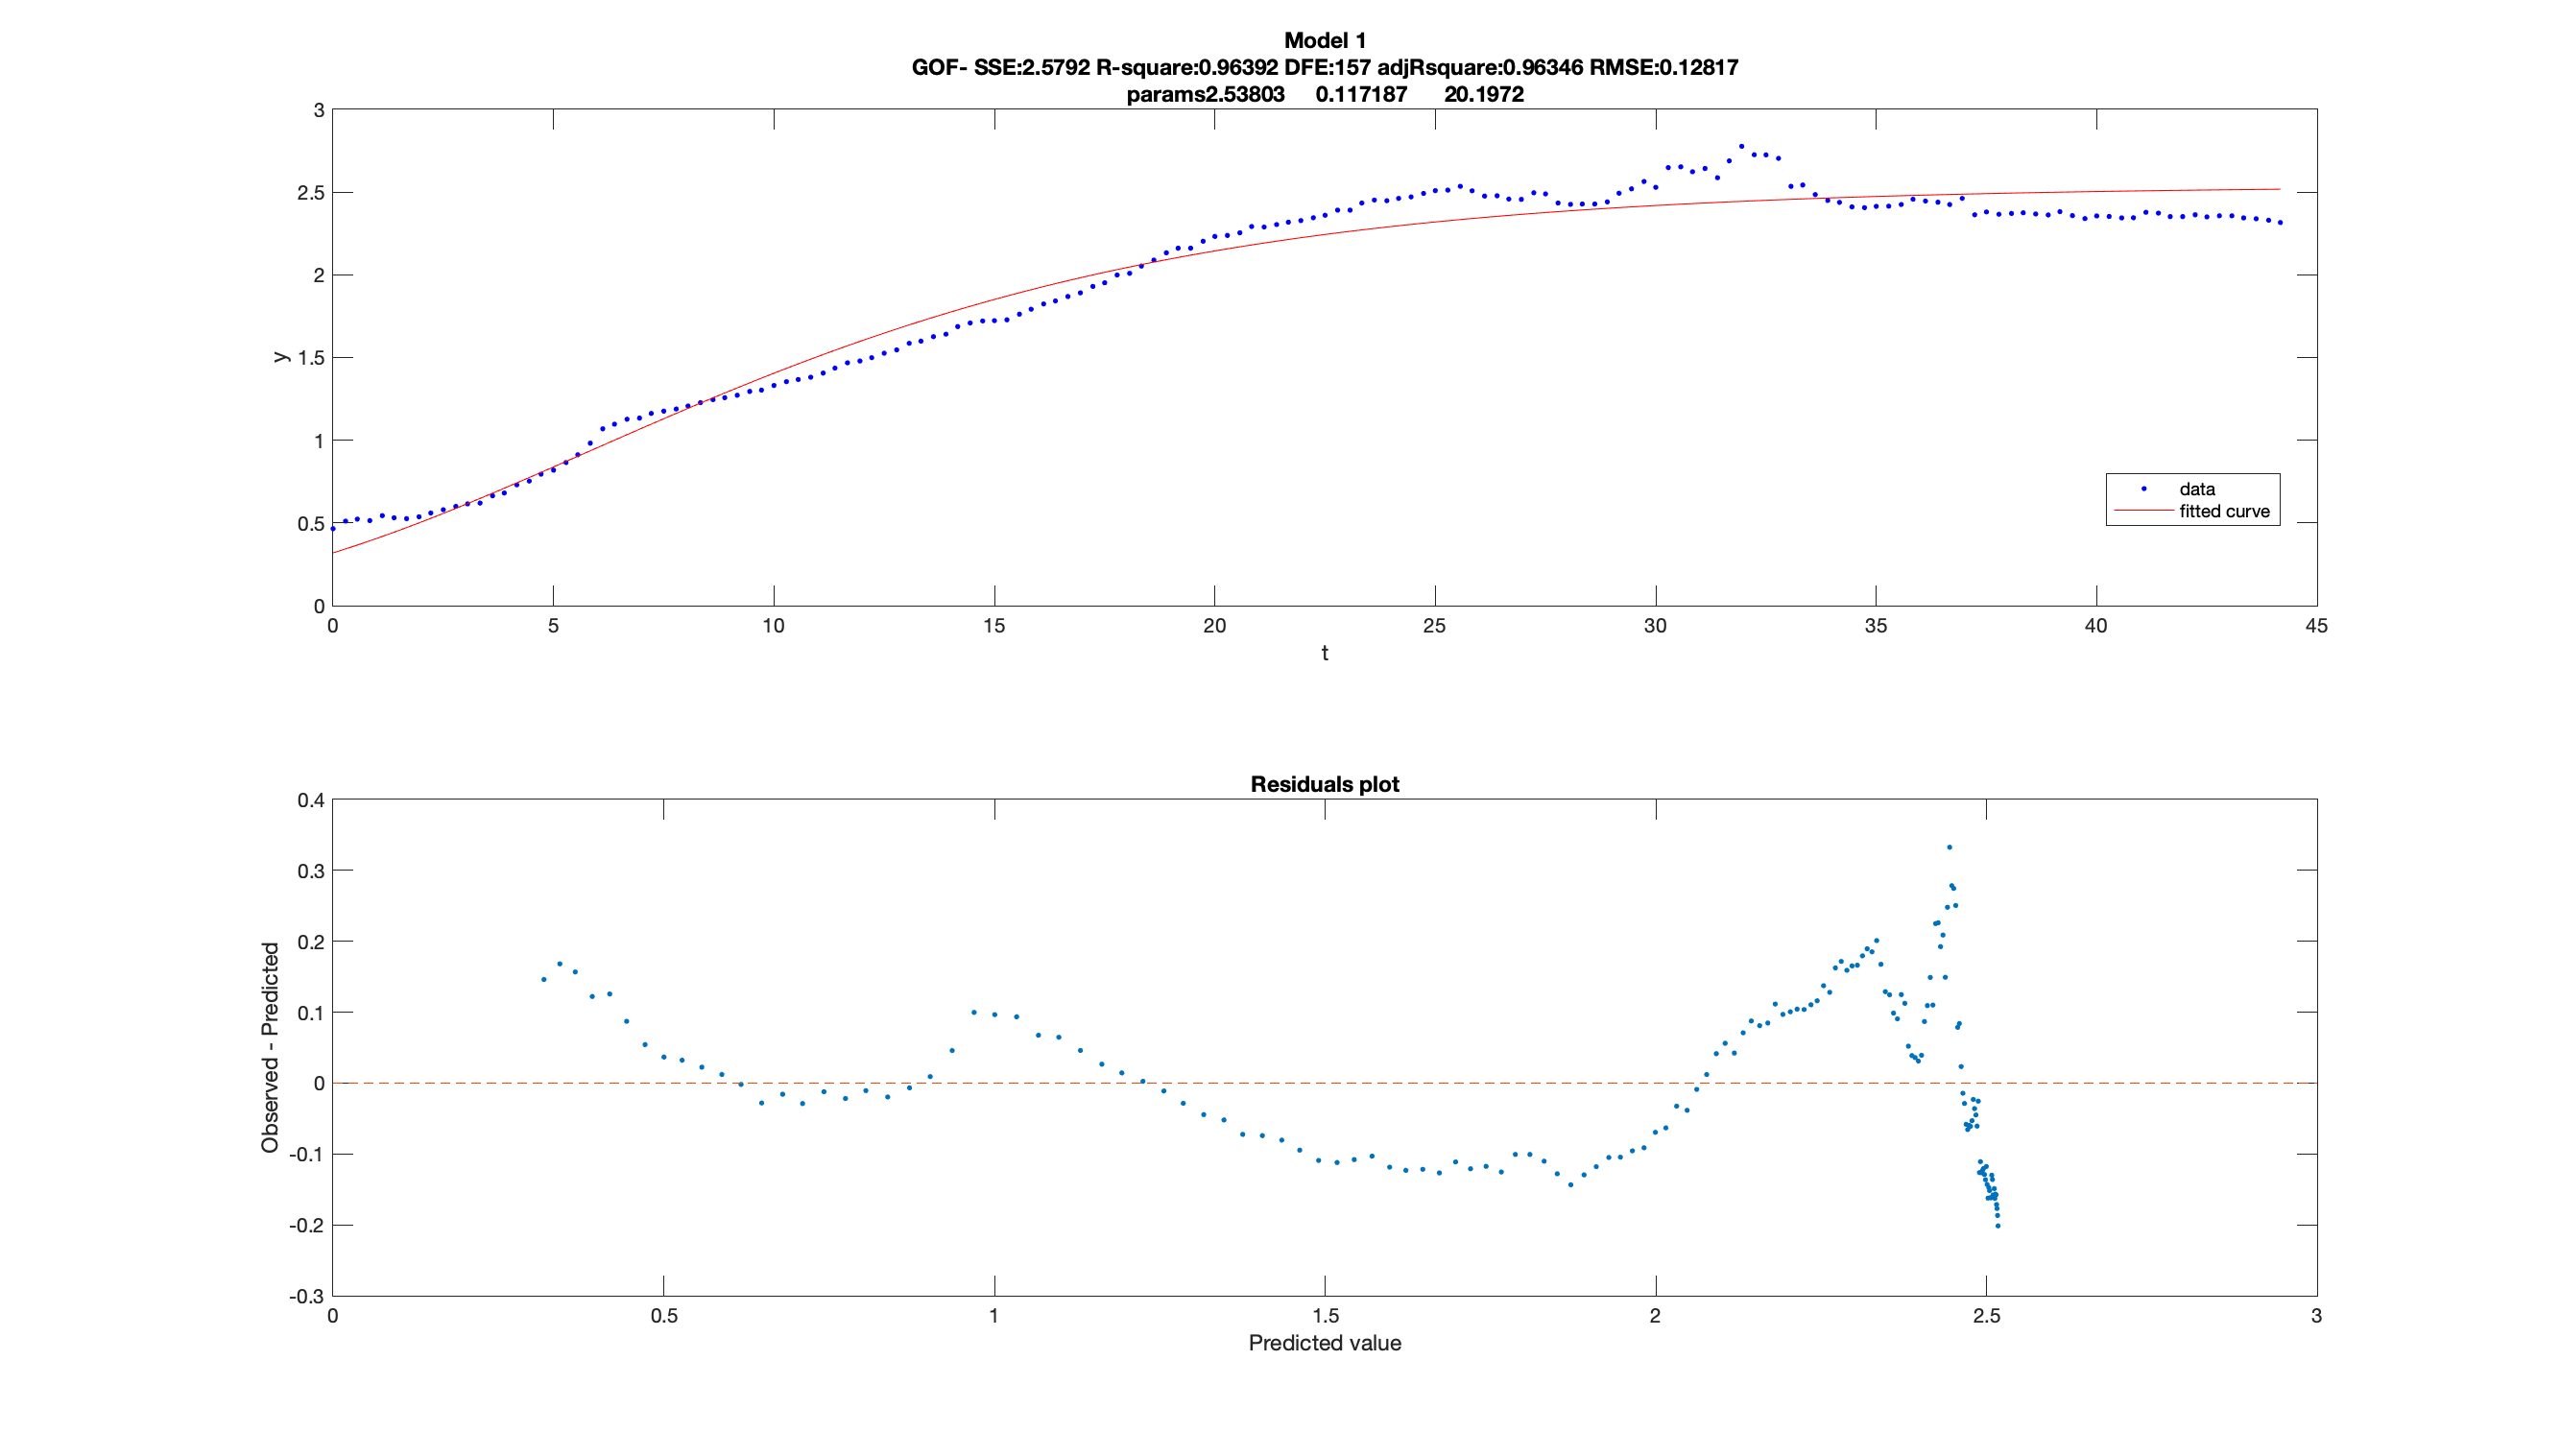 Model 1
GOF- SSE:2.5792 R-square:0.96392 DFE:157 adjRsquare:0.96346 RMSE:0.12817
params2.53803 0.117187 20.1972
3
2.5
2
1.5
1
0.5
0
y
0 5 10 15 20 25 30 35 40 45
t
data
fitted curve
Residuals plot
0.4
0.3
0.2
0.1
0
-0.1
-0.2
-0.3
Observed - Predicted
0 0.5 1 1.5 2 2.5 3
Predicted value